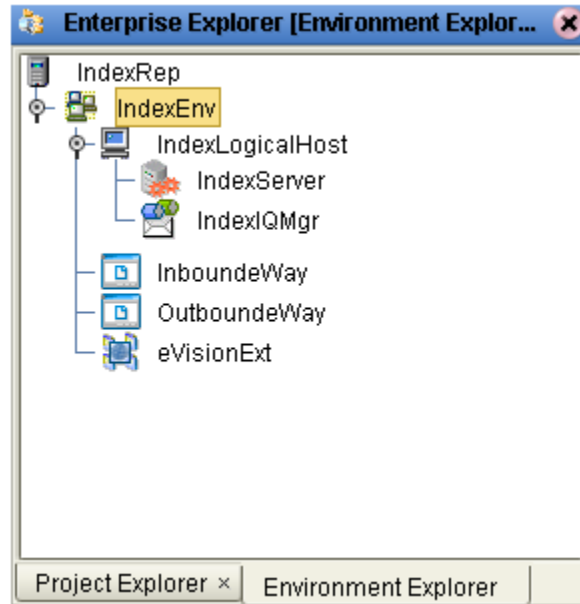 Enterprise Explorer [Environment Explor...
IndexRep
IndexEnv
IndexLogicalHost
IndexServer
IndexIQMgr
InboundeWay
OutboundeWay
eVisionExt
Project Explorer × Environment Explorer